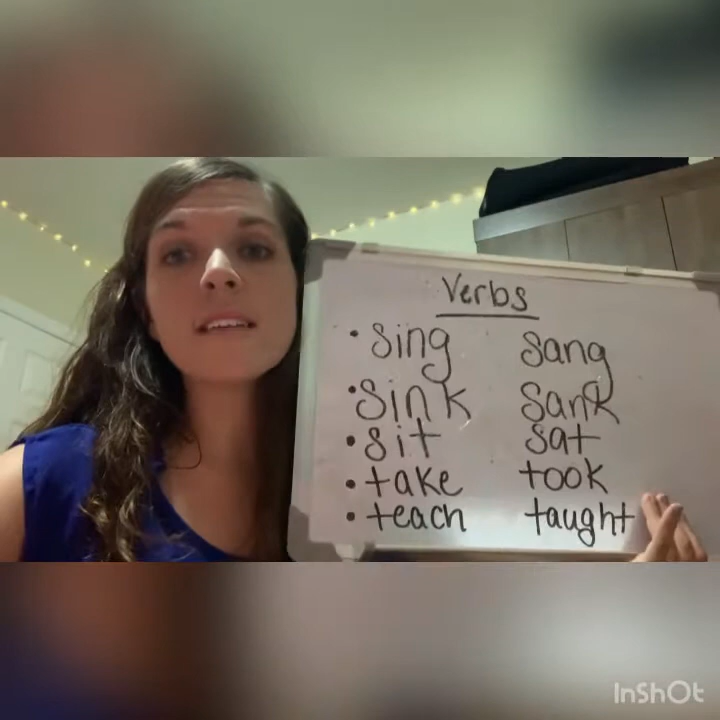 Verbs
• sing sang
• sink sank
• sit sat
• take took
• teach taught
InShOt